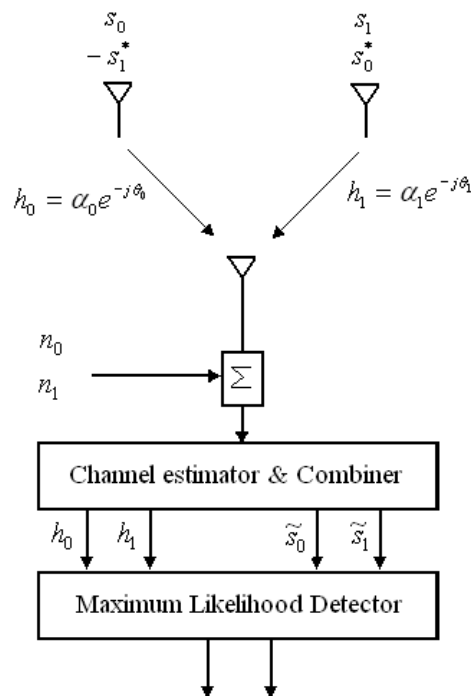 s₀ s₁
− s₁* s₀*
h₀ = α₀e^{−jθ₀} h₁ = α₁e^{−jθ₁}
n₀
n₁
Σ
Channel estimator & Combiner
h₀ h₁ s̃₀ s̃₁
Maximum Likelihood Detector